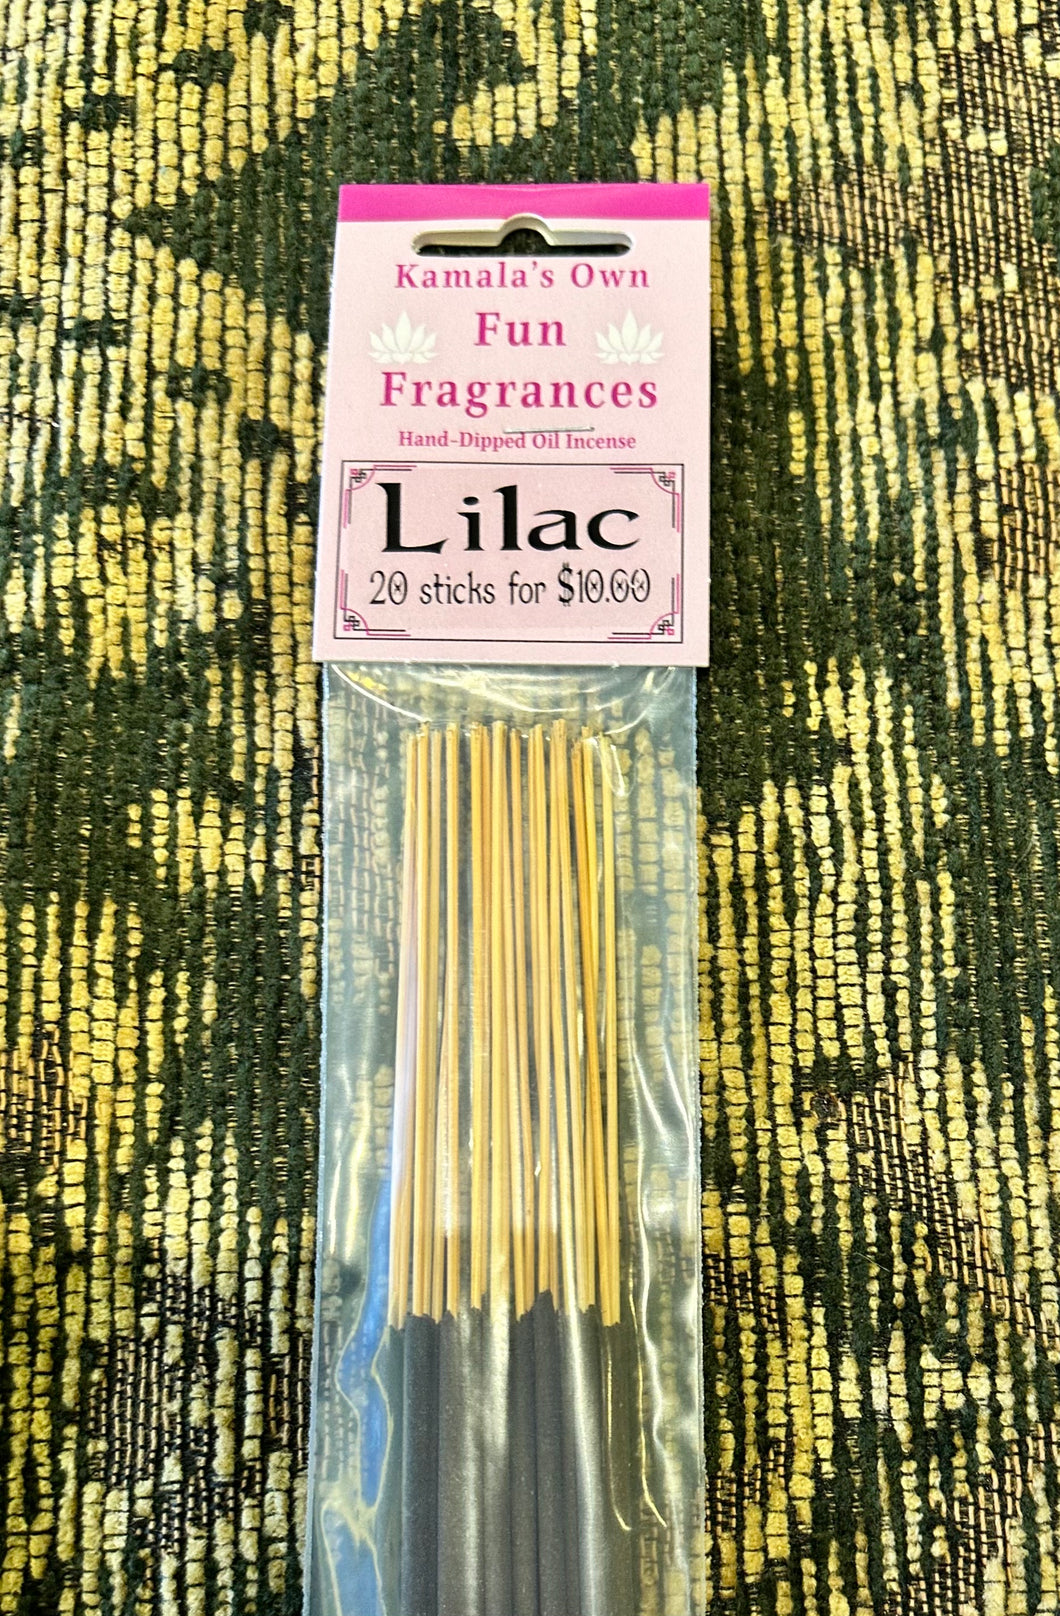 Kamala's Own
Fun
Fragrances
Hand-Dipped Oil Incense
Lilac
20 sticks for $10.00